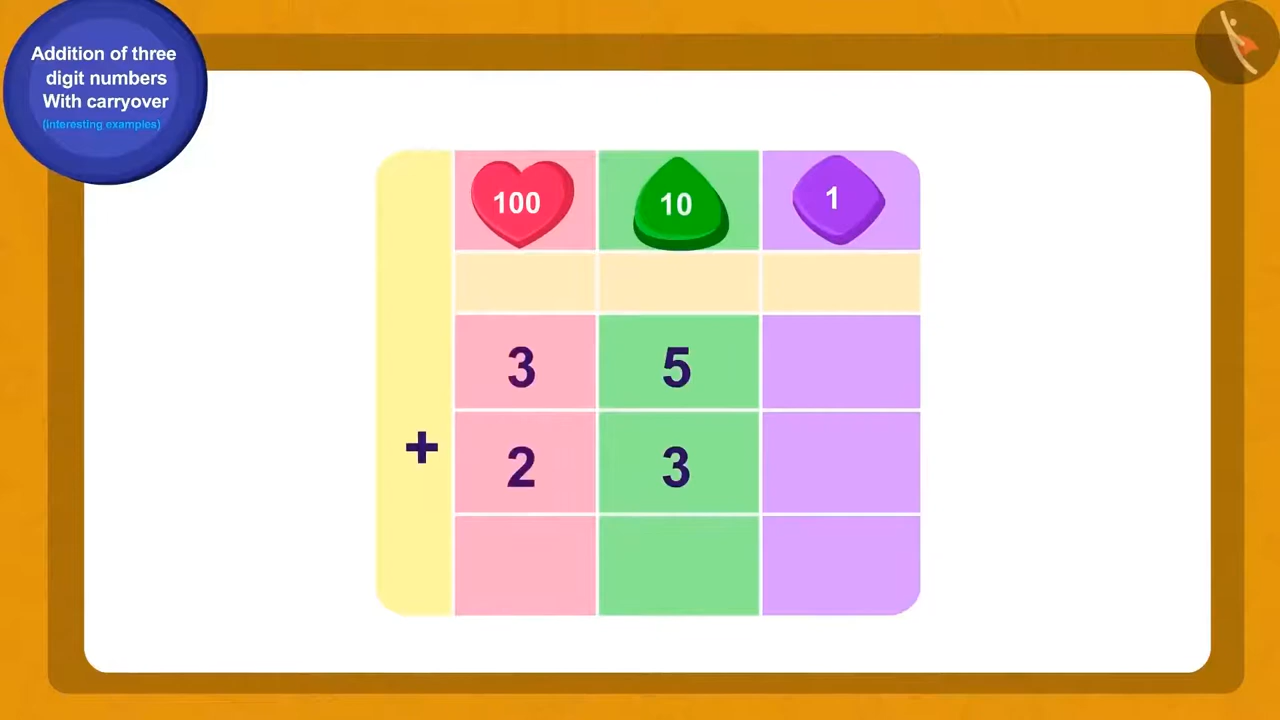 Addition of three
digit numbers
With carryover
(interesting examples)
100 10 1
3 5
+ 2 3